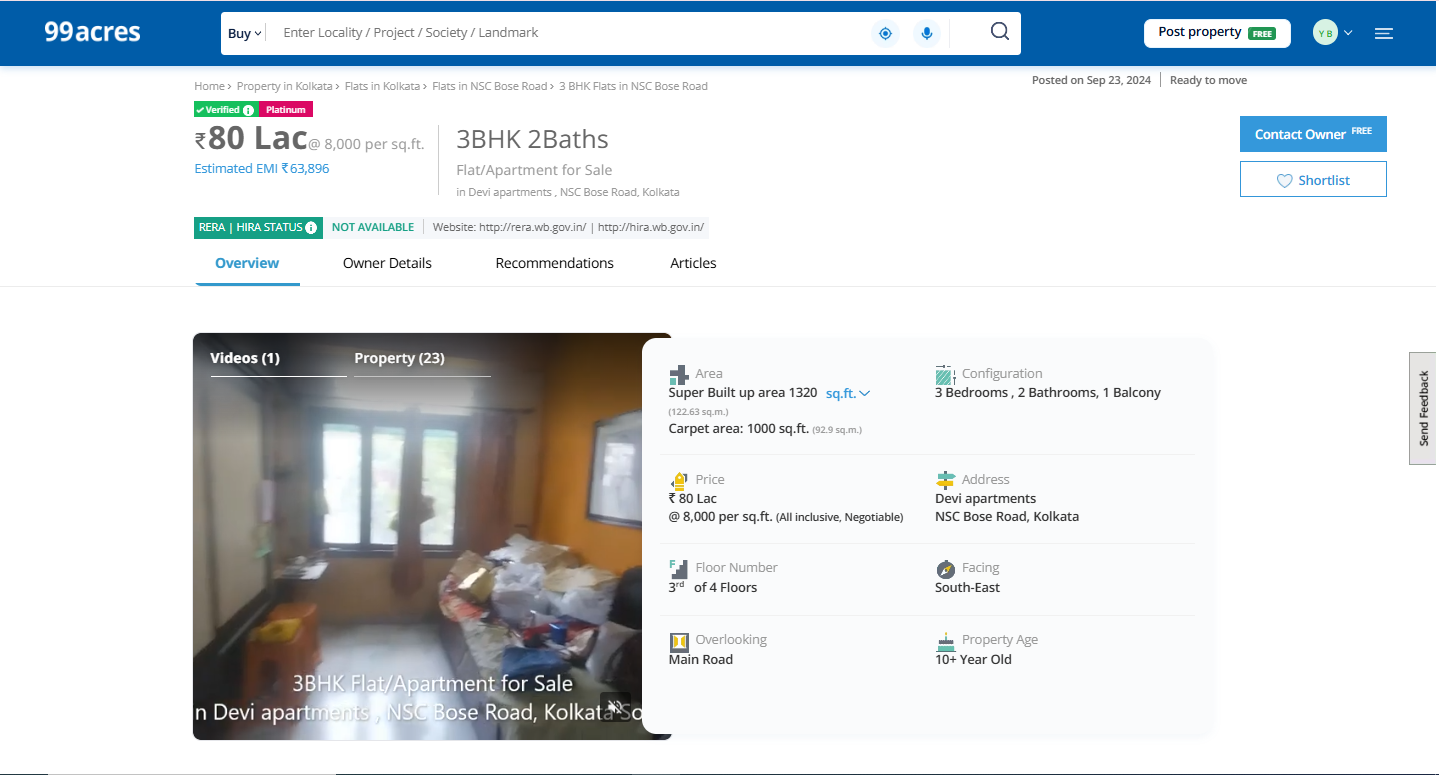 99acres
Buy
Enter Locality / Project / Society / Landmark
Post property FREE
Y B
Home › Property in Kolkata › Flats in Kolkata › Flats in NSC Bose Road › 3 BHK Flats in NSC Bose Road
Posted on Sep 23, 2024 | Ready to move
Verified Platinum
₹80 Lac @ 8,000 per sq.ft.
Estimated EMI ₹63,896
3BHK 2Baths
Flat/Apartment for Sale
in Devi apartments , NSC Bose Road, Kolkata
Contact Owner FREE
Shortlist
RERA | HIRA STATUS NOT AVAILABLE Website: http://rera.wb.gov.in/ | http://hira.wb.gov.in/
Overview Owner Details Recommendations Articles
Videos (1) Property (23)
3BHK Flat/Apartment for Sale
n Devi apartments , NSC Bose Road, Kolkata So
Area
Super Built up area 1320 sq.ft.
(122.63 sq.m.)
Carpet area: 1000 sq.ft. (92.9 sq.m.)
Configuration
3 Bedrooms , 2 Bathrooms, 1 Balcony
Price
₹ 80 Lac
@ 8,000 per sq.ft. (All inclusive, Negotiable)
Address
Devi apartments
NSC Bose Road, Kolkata
Floor Number
3rd of 4 Floors
Facing
South-East
Overlooking
Main Road
Property Age
10+ Year Old
Send Feedback